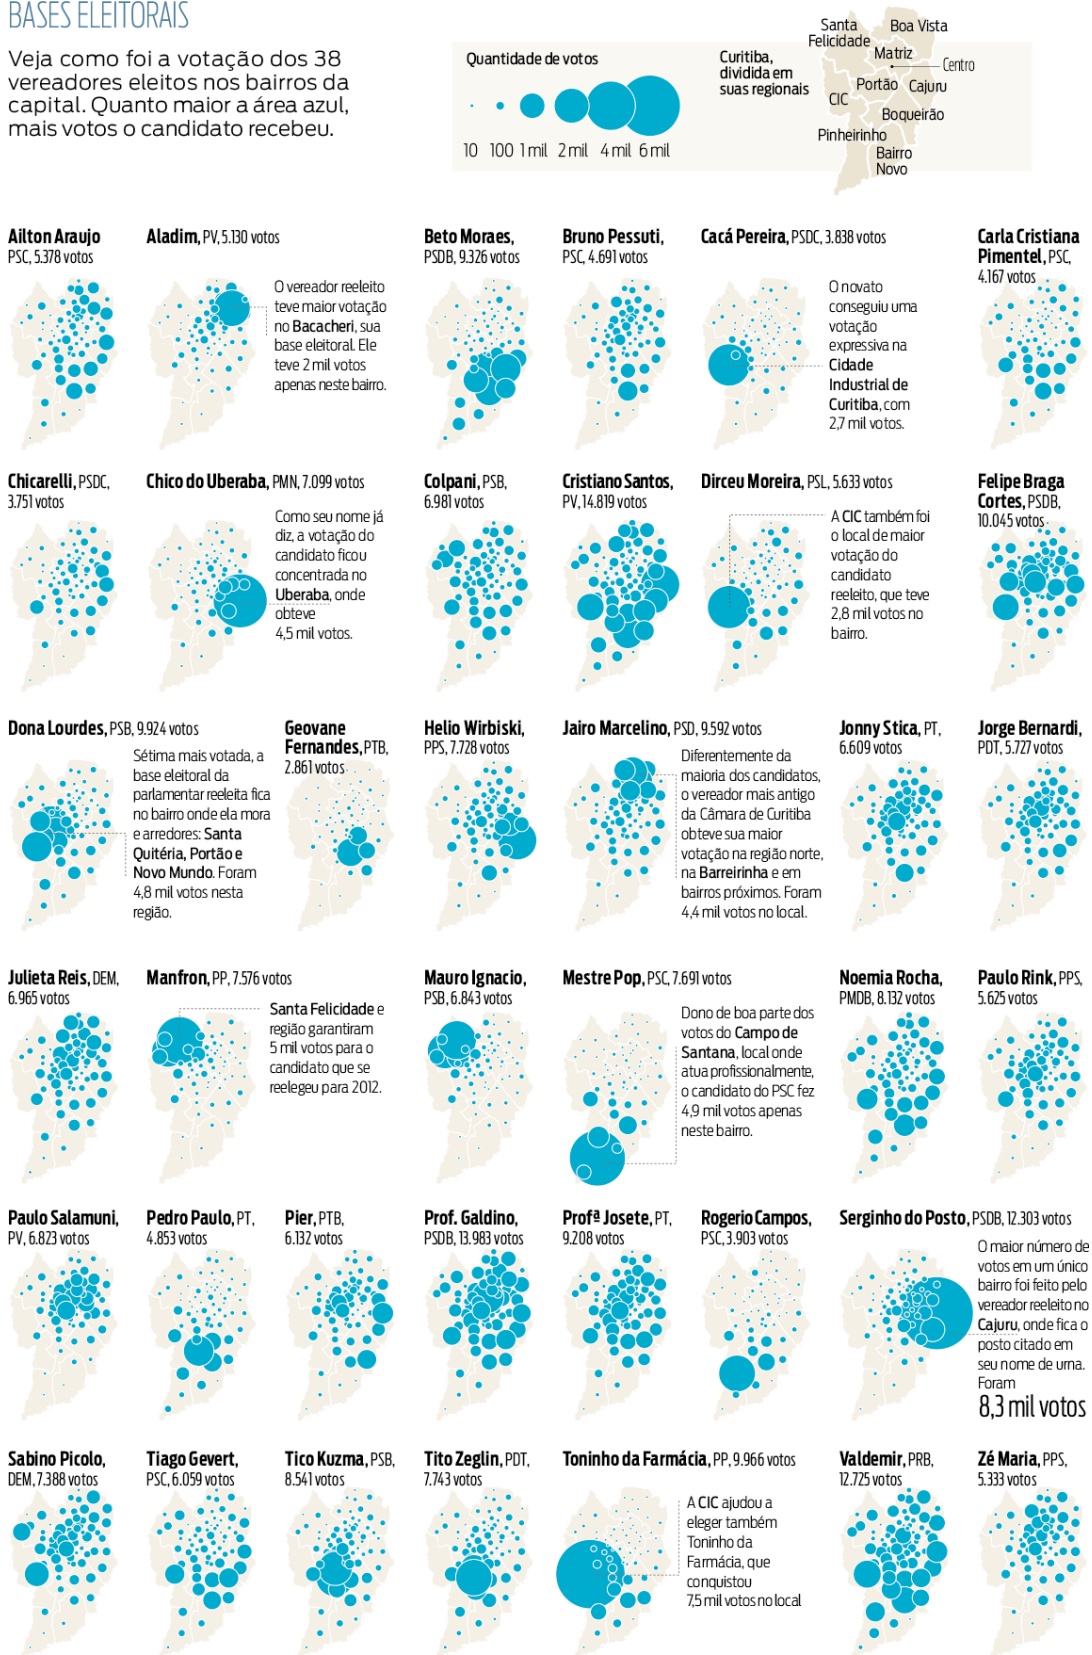 BASES ELEITORAIS
Veja como foi a votação dos 38
vereadores eleitos nos bairros da
capital. Quanto maior a área azul,
mais votos o candidato recebeu.
Quantidade de votos
10 100 1 mil 2 mil 4 mil 6 mil
Curitiba,
dividida em
suas regionais
Santa
Felicidade
Boa Vista
Matriz
Centro
Portão
Cajuru
CIC
Boqueirão
Pinheirinho
Bairro
Novo
Ailton Araujo
PSC, 5.378 votos
Aladim, PV, 5.130 votos
O vereador reeleito
teve maior votação
no Bacacheri, sua
base eleitoral. Ele
teve 2 mil votos
apenas neste bairro.
Beto Moraes,
PSDB, 9.326 votos
Bruno Pessuti,
PSC, 4.691 votos
Cacá Pereira, PSDC, 3.838 votos
O novato
conseguiu uma
votação
expressiva na
Cidade
Industrial de
Curitiba, com
2,7 mil votos.
Carla Cristiana
Pimentel, PSC,
4.167 votos
Chicarelli, PSDC,
3.751 votos
Chico do Uberaba, PMN, 7.099 votos
Como seu nome já
diz, a votação do
candidato ficou
concentrada no
Uberaba, onde
obteve
4,5 mil votos.
Colpani, PSB,
6.981 votos
Cristiano Santos,
PV, 14.819 votos
Dirceu Moreira, PSL, 5.633 votos
A CIC também foi
o local de maior
votação do
candidato
reeleito, que teve
2,8 mil votos no
bairro.
Felipe Braga
Cortes, PSDB,
10.045 votos
Dona Lourdes, PSB, 9.924 votos
Sétima mais votada, a
base eleitoral da
parlamentar reeleita fica
no bairro onde ela mora
e arredores: Santa
Quitéria, Portão e
Novo Mundo. Foram
4,8 mil votos nesta
região.
Geovane
Fernandes, PTB,
2.861 votos
Helio Wirbiski,
PPS, 7.728 votos
Jairo Marcelino, PSD, 9.592 votos
Diferentemente da
maioria dos candidatos,
o vereador mais antigo
da Câmara de Curitiba
obteve sua maior
votação na região norte,
na Barreirinha e em
bairros próximos. Foram
4,4 mil votos no local.
Jonny Stica, PT,
6.609 votos
Jorge Bernardi,
PDT, 5.727 votos
Julieta Reis, DEM,
6.965 votos
Manfron, PP, 7.576 votos
Santa Felicidade e
região garantiram
5 mil votos para o
candidato que se
reelegeu para 2012.
Mauro Ignacio,
PSB, 6.843 votos
Mestre Pop, PSC, 7.691 votos
Dono de boa parte dos
votos do Campo de
Santana, local onde
atua profissionalmente,
o candidato do PSC fez
4,9 mil votos apenas
neste bairro.
Noemia Rocha,
PMDB, 8.132 votos
Paulo Rink, PPS,
5.625 votos
Paulo Salamuni,
PV, 6.823 votos
Pedro Paulo, PT,
4.853 votos
Pier, PTB,
6.132 votos
Prof. Galdino,
PSDB, 13.983 votos
Profª Josete, PT,
9.208 votos
Rogerio Campos,
PSC, 3.903 votos
Serginho do Posto, PSDB, 12.303 votos
O maior número de
votos em um único
bairro foi feito pelo
vereador reeleito no
Cajuru, onde fica o
posto citado em
seu nome de urna.
Foram
8,3 mil votos
Sabino Picolo,
DEM, 7.388 votos
Tiago Gevert,
PSC, 6.059 votos
Tico Kuzma, PSB,
8.541 votos
Tito Zeglin, PDT,
7.743 votos
Toninho da Farmácia, PP, 9.966 votos
A CIC ajudou a
eleger também
Toninho da
Farmácia, que
conquistou
7,5 mil votos no local
Valdemir, PRB,
12.725 votos
Zé Maria, PPS,
5.333 votos